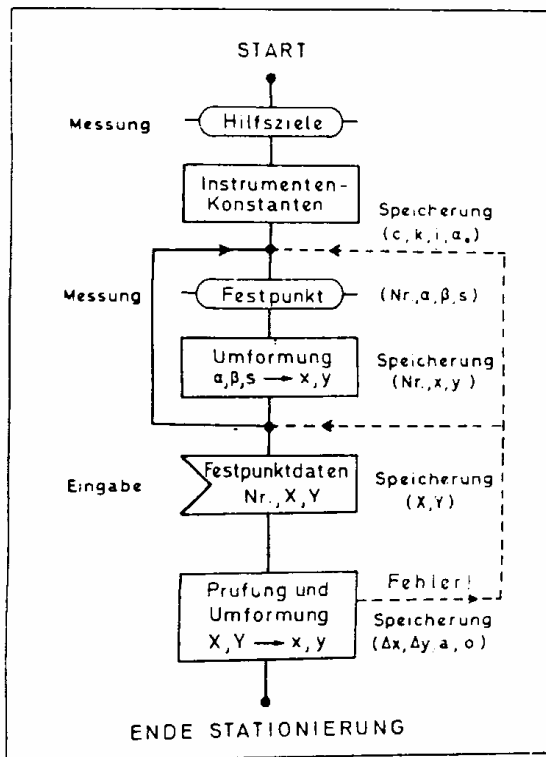 START
Messung
Hilfsziele
Instrumenten-
Konstanten
Speicherung
(c, k, i, α₀)
Messung
Festpunkt
(Nr., α, β, s)
Umformung
α, β, s → x, y
Speicherung
(Nr., x, y)
Eingabe
Festpunktdaten
Nr., X, Y
Speicherung
(X, Y)
Prüfung und
Umformung
X, Y → x, y
Fehler!
Speicherung
(Δx, Δy, a, o)
ENDE STATIONIERUNG